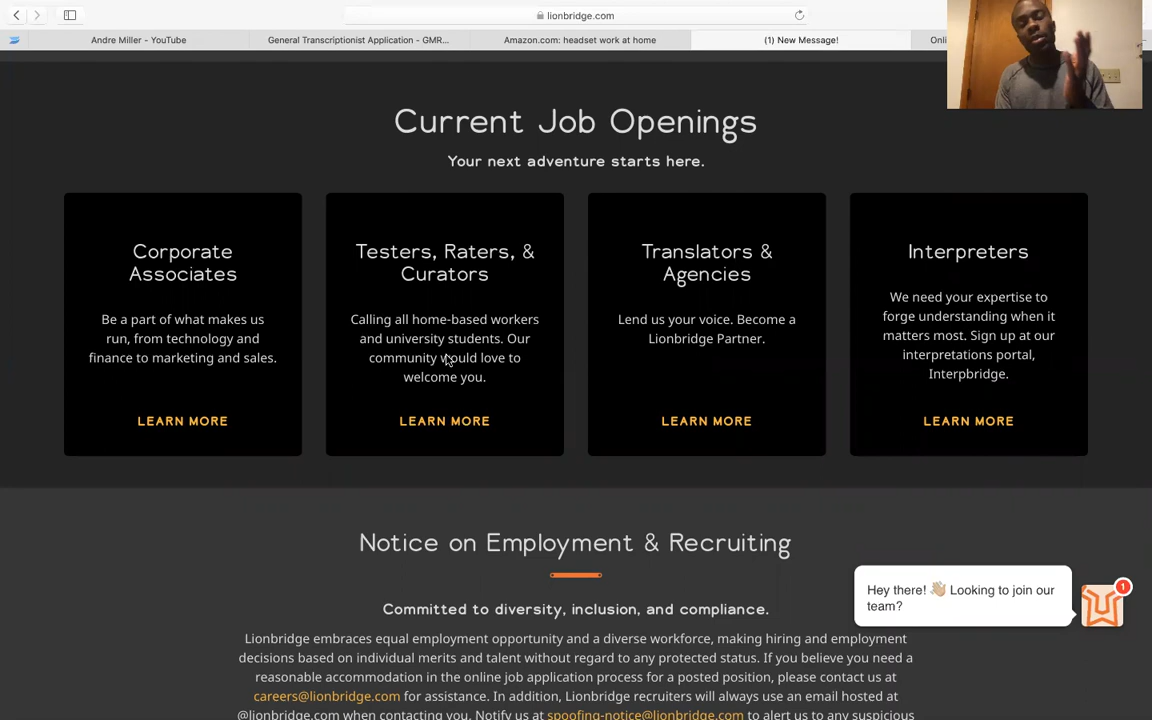 lionbridge.com
Andre Miller - YouTube
General Transcriptionist Application - GMR...
Amazon.com: headset work at home
(1) New Message!
Onl
Current Job Openings
Your next adventure starts here.
Corporate
Associates
Be a part of what makes us
run, from technology and
finance to marketing and sales.
LEARN MORE
Testers, Raters, &
Curators
Calling all home-based workers
and university students. Our
community would love to
welcome you.
LEARN MORE
Translators &
Agencies
Lend us your voice. Become a
Lionbridge Partner.
LEARN MORE
Interpreters
We need your expertise to
forge understanding when it
matters most. Sign up at our
interpretations portal,
Interpbridge.
LEARN MORE
Notice on Employment & Recruiting
Committed to diversity, inclusion, and compliance.
Lionbridge embraces equal employment opportunity and a diverse workforce, making hiring and employment
decisions based on individual merits and talent without regard to any protected status. If you believe you need a
reasonable accommodation in the online job application process for a posted position, please contact us at
careers@lionbridge.com for assistance. In addition, Lionbridge recruiters will always use an email hosted at
@lionbridge.com when contacting you. Notify us at spoofing-notice@lionbridge.com to alert us to any suspicious
Hey there! 👋🏼 Looking to join our
team?
1